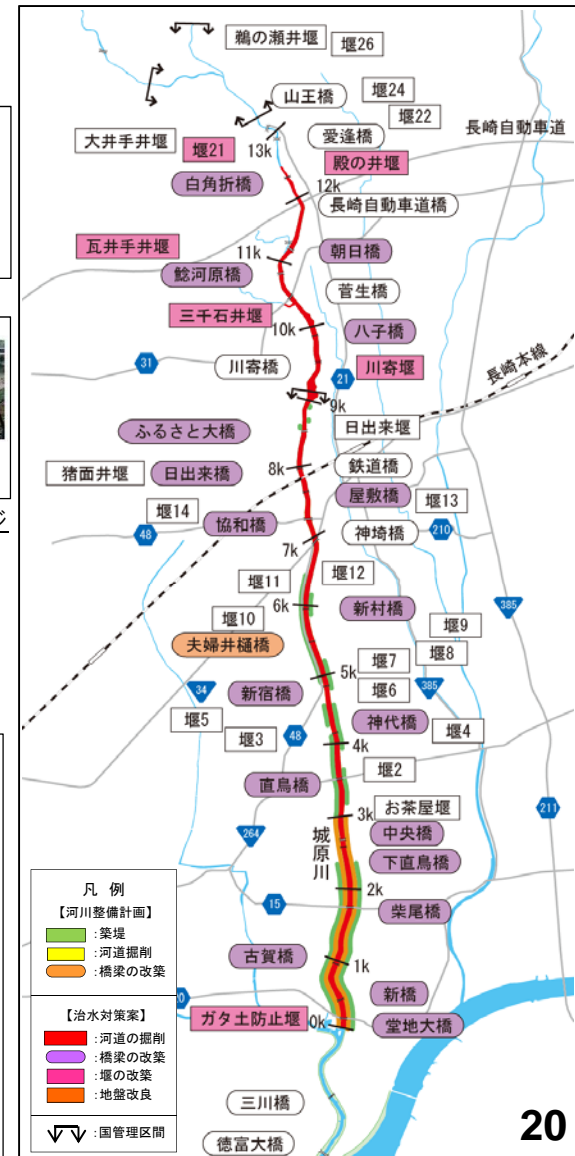 鵜の瀬井堰
堰26
山王橋
堰24
堰22
長崎自動車道
大井手井堰
堰21
13k
愛逢橋
殿の井堰
白角折橋
12k
長崎自動車道橋
瓦井手井堰
11k
朝日橋
鯰河原橋
菅生橋
三千石井堰
10k
八子橋
31
川寄橋
21
川寄堰
長崎本線
9k
ふるさと大橋
日出来堰
猪面井堰
日出来橋
8k
鉄道橋
屋敷橋
堰13
堰14
協和橋
48
7k
神埼橋
210
堰11
堰12
385
堰10
6k
新村橋
堰9
夫婦井樋橋
堰8
5k
堰7
34
新宿橋
堰6
385
堰5
堰3
48
4k
神代橋
堰4
堰2
直鳥橋
3k
お茶屋堰
211
264
城原川
中央橋
下直鳥橋
2k
15
柴尾橋
古賀橋
1k
新橋
ガタ土防止堰
0k
堂地大橋
三川橋
徳富大橋
凡 例
【河川整備計画】
:築堤
:河道掘削
:橋梁の改築
【治水対策案】
:河道の掘削
:橋梁の改築
:堰の改築
:地盤改良
:国管理区間
20